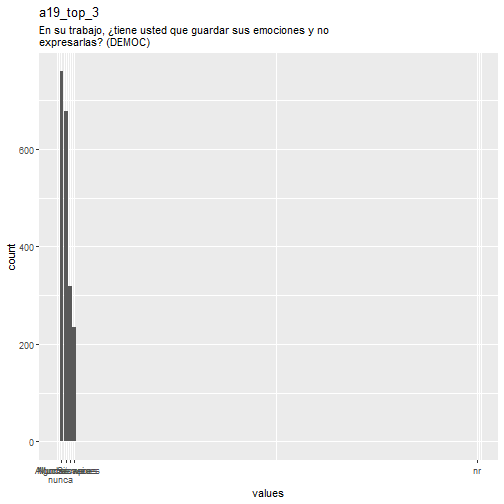 a19_top_3
En su trabajo, ¿tiene usted que guardar sus emociones y no
expresarlas? (DEMOC)
600
400
200
0
nr
nunca
count
values